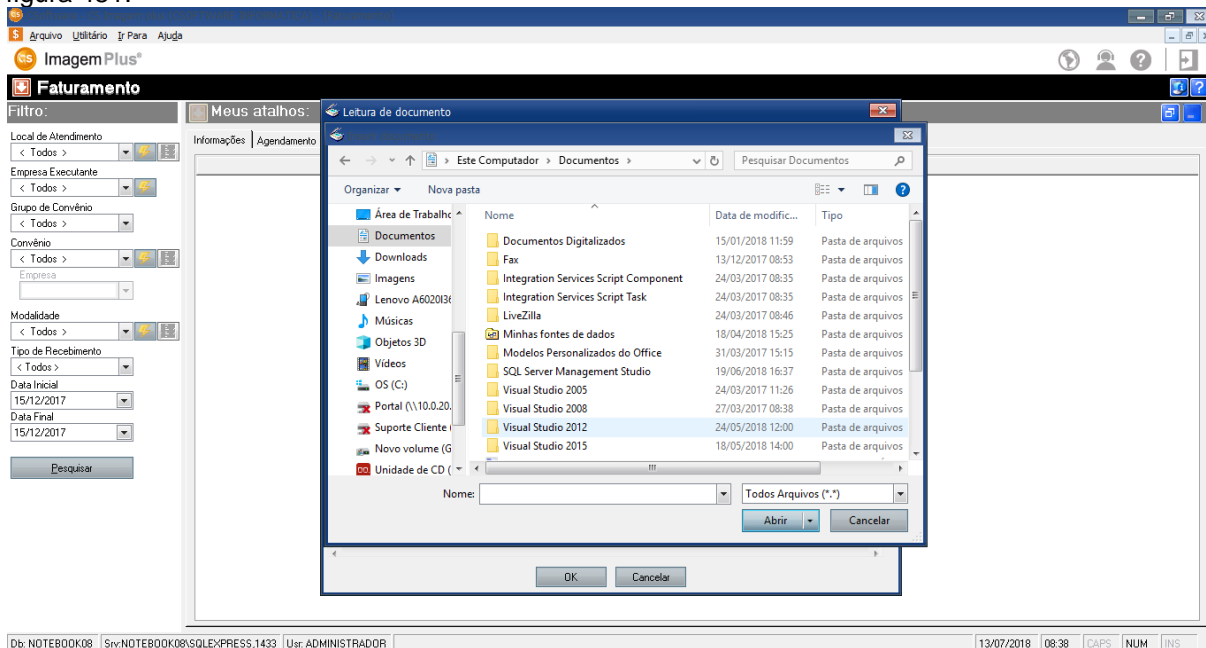 Arquivo Utilitário Ir Para Ajuda
ImagemPlus®
Faturamento
Filtro:
Local de Atendimento
< Todos >
Empresa Executante
< Todos >
Grupo de Convênio
< Todos >
Convênio
< Todos >
Empresa
Modalidade
< Todos >
Tipo de Recebimento
< Todos >
Data Inicial
15/12/2017
Data Final
15/12/2017
Pesquisar
Meus atalhos:
Informações Agendamento
Leitura de documento
Este Computador > Documentos >
Pesquisar Documentos
Organizar Nova pasta
Área de Trabalho
Documentos
Downloads
Imagens
Lenovo A6020l36
Músicas
Objetos 3D
Vídeos
OS (C:)
Portal (\\10.0.20.
Suporte Cliente (
Novo volume (G
Unidade de CD (
Nome Data de modific... Tipo
Documentos Digitalizados 15/01/2018 11:59 Pasta de arquivos
Fax 13/12/2017 08:53 Pasta de arquivos
Integration Services Script Component 24/03/2017 08:35 Pasta de arquivos
Integration Services Script Task 24/03/2017 08:35 Pasta de arquivos
LiveZilla 24/03/2017 08:46 Pasta de arquivos
Minhas fontes de dados 18/04/2018 15:25 Pasta de arquivos
Modelos Personalizados do Office 31/03/2017 15:15 Pasta de arquivos
SQL Server Management Studio 19/06/2018 16:37 Pasta de arquivos
Visual Studio 2005 24/03/2017 11:26 Pasta de arquivos
Visual Studio 2008 27/03/2017 08:38 Pasta de arquivos
Visual Studio 2012 24/05/2018 12:00 Pasta de arquivos
Visual Studio 2015 18/05/2018 14:00 Pasta de arquivos
Nome: Todos Arquivos (*.*)
Abrir Cancelar
OK Cancelar
Db: NOTEBOOK08 Srv:NOTEBOOK08\SQLEXPRESS,1433 Usr: ADMINISTRADOR 13/07/2018 08:38 CAPS NUM INS